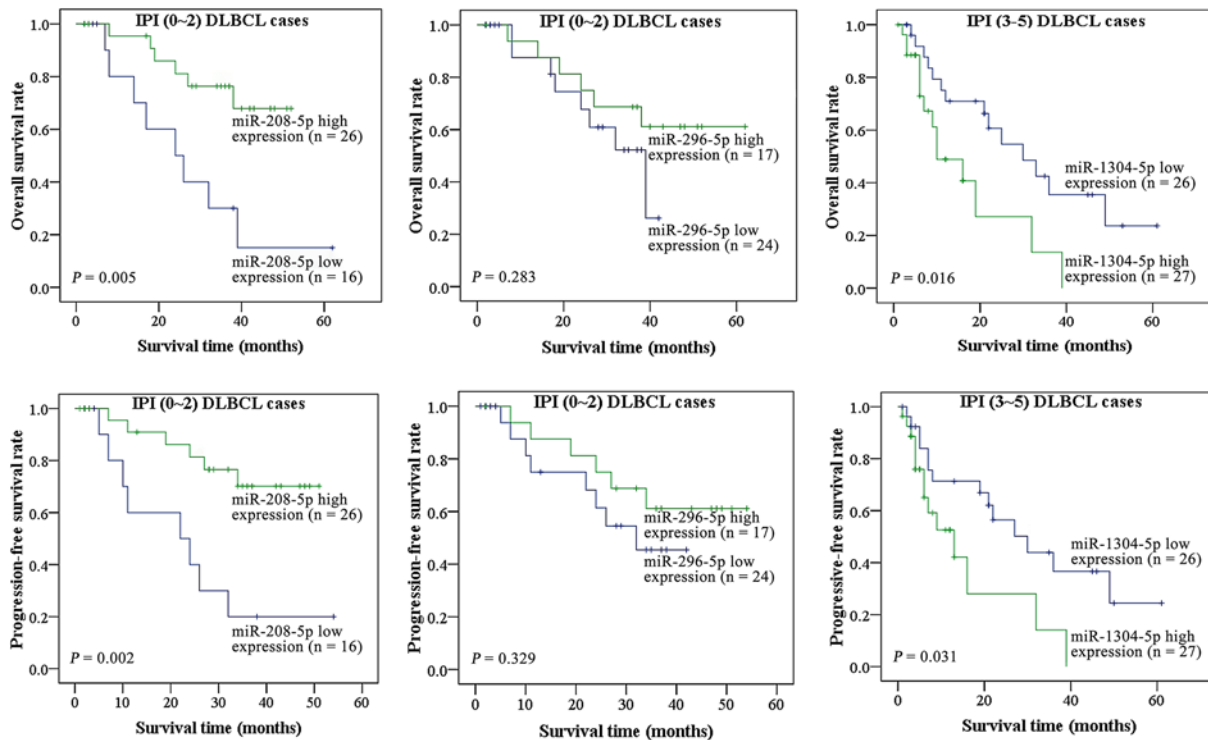 IPI (0~2) DLBCL cases
Overall survival rate
1.0
0.8
0.6
0.4
0.2
0.0
miR-208-5p high
expression (n = 26)
miR-208-5p low
expression (n = 16)
P = 0.005
0 20 40 60
Survival time (months)
IPI (0~2) DLBCL cases
Overall survival rate
1.0
0.8
0.6
0.4
0.2
0.0
miR-296-5p high
expression (n = 17)
miR-296-5p low
expression (n = 24)
P = 0.283
0 20 40 60
Survival time (months)
IPI (3-5) DLBCL cases
Overall survival rate
1.0
0.8
0.6
0.4
0.2
0.0
miR-1304-5p low
expression (n = 26)
miR-1304-5p high
expression (n = 27)
P = 0.016
0 20 40 60
Survival time (months)
IPI (0~2) DLBCL cases
Progression-free survival rate
1.0
0.8
0.6
0.4
0.2
0.0
miR-208-5p high
expression (n = 26)
miR-208-5p low
expression (n = 16)
P = 0.002
0 10 20 30 40 50 60
Survival time (months)
IPI (0~2) DLBCL cases
Progression-free survival rate
1.0
0.8
0.6
0.4
0.2
0.0
miR-296-5p high
expression (n = 17)
miR-296-5p low
expression (n = 24)
P = 0.329
0 10 20 30 40 50 60
Survival time (months)
IPI (3~5) DLBCL cases
Progressive-free survival rate
1.0
0.8
0.6
0.4
0.2
0.0
miR-1304-5p low
expression (n = 26)
miR-1304-5p high
expression (n = 27)
P = 0.031
0 20 40 60
Survival time (months)